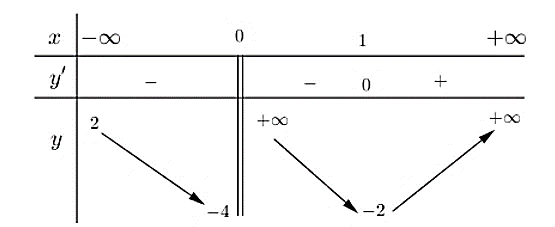 x −∞ 0 1 +∞
y′ − − 0 +
2 +∞ +∞
y
−4 −2